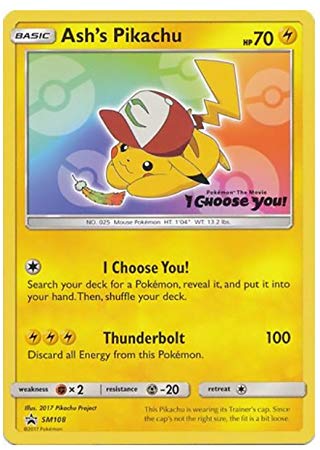 BASIC Ash's Pikachu HP70
Pokémon The Movie
I CHOOSE YOU!
NO. 025 Mouse Pokémon HT: 1'04" WT: 13.2 lbs.
I Choose You!
Search your deck for a Pokémon, reveal it, and put it into
your hand. Then, shuffle your deck.
Thunderbolt 100
Discard all Energy from this Pokémon.
weakness ×2 resistance -20 retreat
Illus. 2017 Pikachu Project
SM108
©2017 Pokémon
This Pikachu is wearing its Trainer's cap. Since
the cap's not the right size, the fit is a bit loose.